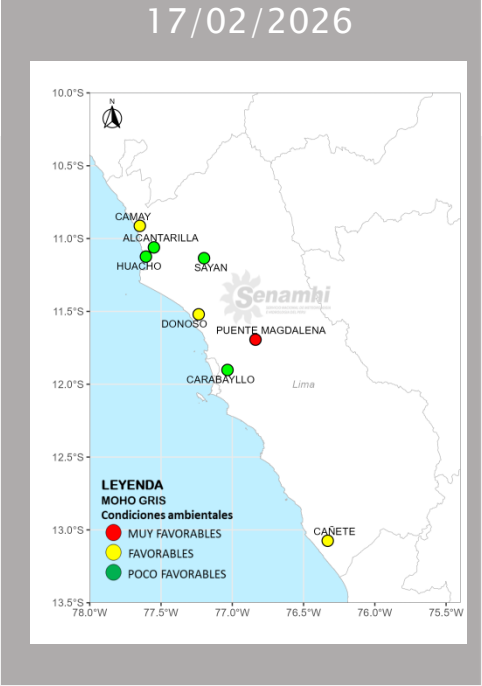 17/02/2026
10.0°S
10.5°S
11.0°S
11.5°S
12.0°S
12.5°S
13.0°S
13.5°S
N
CAMAY
ALCANTARILLA
HUACHO
SAYAN
Senamhi
DONOSO
PUENTE MAGDALENA
CARABAYLLO
Lima
CAÑETE
LEYENDA
MOHO GRIS
Condiciones ambientales
MUY FAVORABLES
FAVORABLES
POCO FAVORABLES
78.0°W 77.5°W 77.0°W 76.5°W 76.0°W 75.5°W